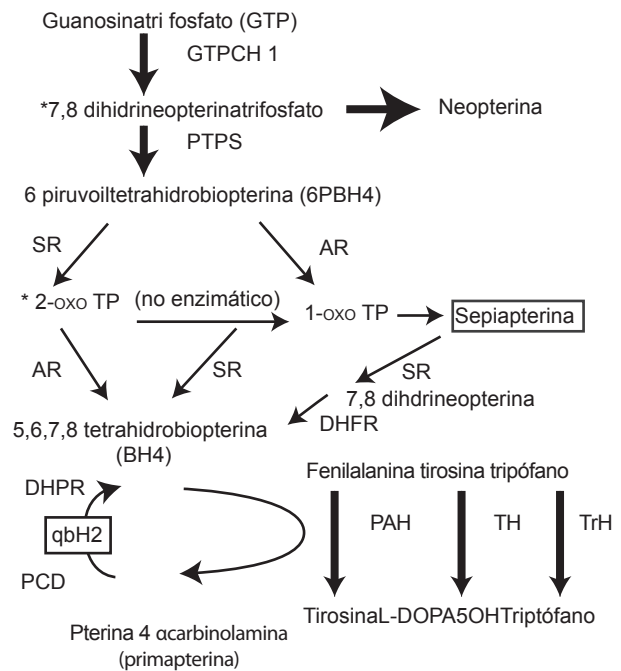 Guanosinatri fosfato (GTP)
GTPCH 1
*7,8 dihidrineopterinatrifosfato
Neopterina
PTPS
6 piruvoiltetrahidrobiopterina (6PBH4)
SR
AR
* 2-OXO TP
(no enzimático)
1-OXO TP
Sepiapterina
AR
SR
SR
7,8 dihdrineopterina
DHFR
5,6,7,8 tetrahidrobiopterina
(BH4)
Fenilalanina tirosina tripófano
DHPR
qbH2
PCD
PAH
TH
TrH
TirosinaL-DOPA5OHTriptófano
Pterina 4 αcarbinolamina
(primapterina)